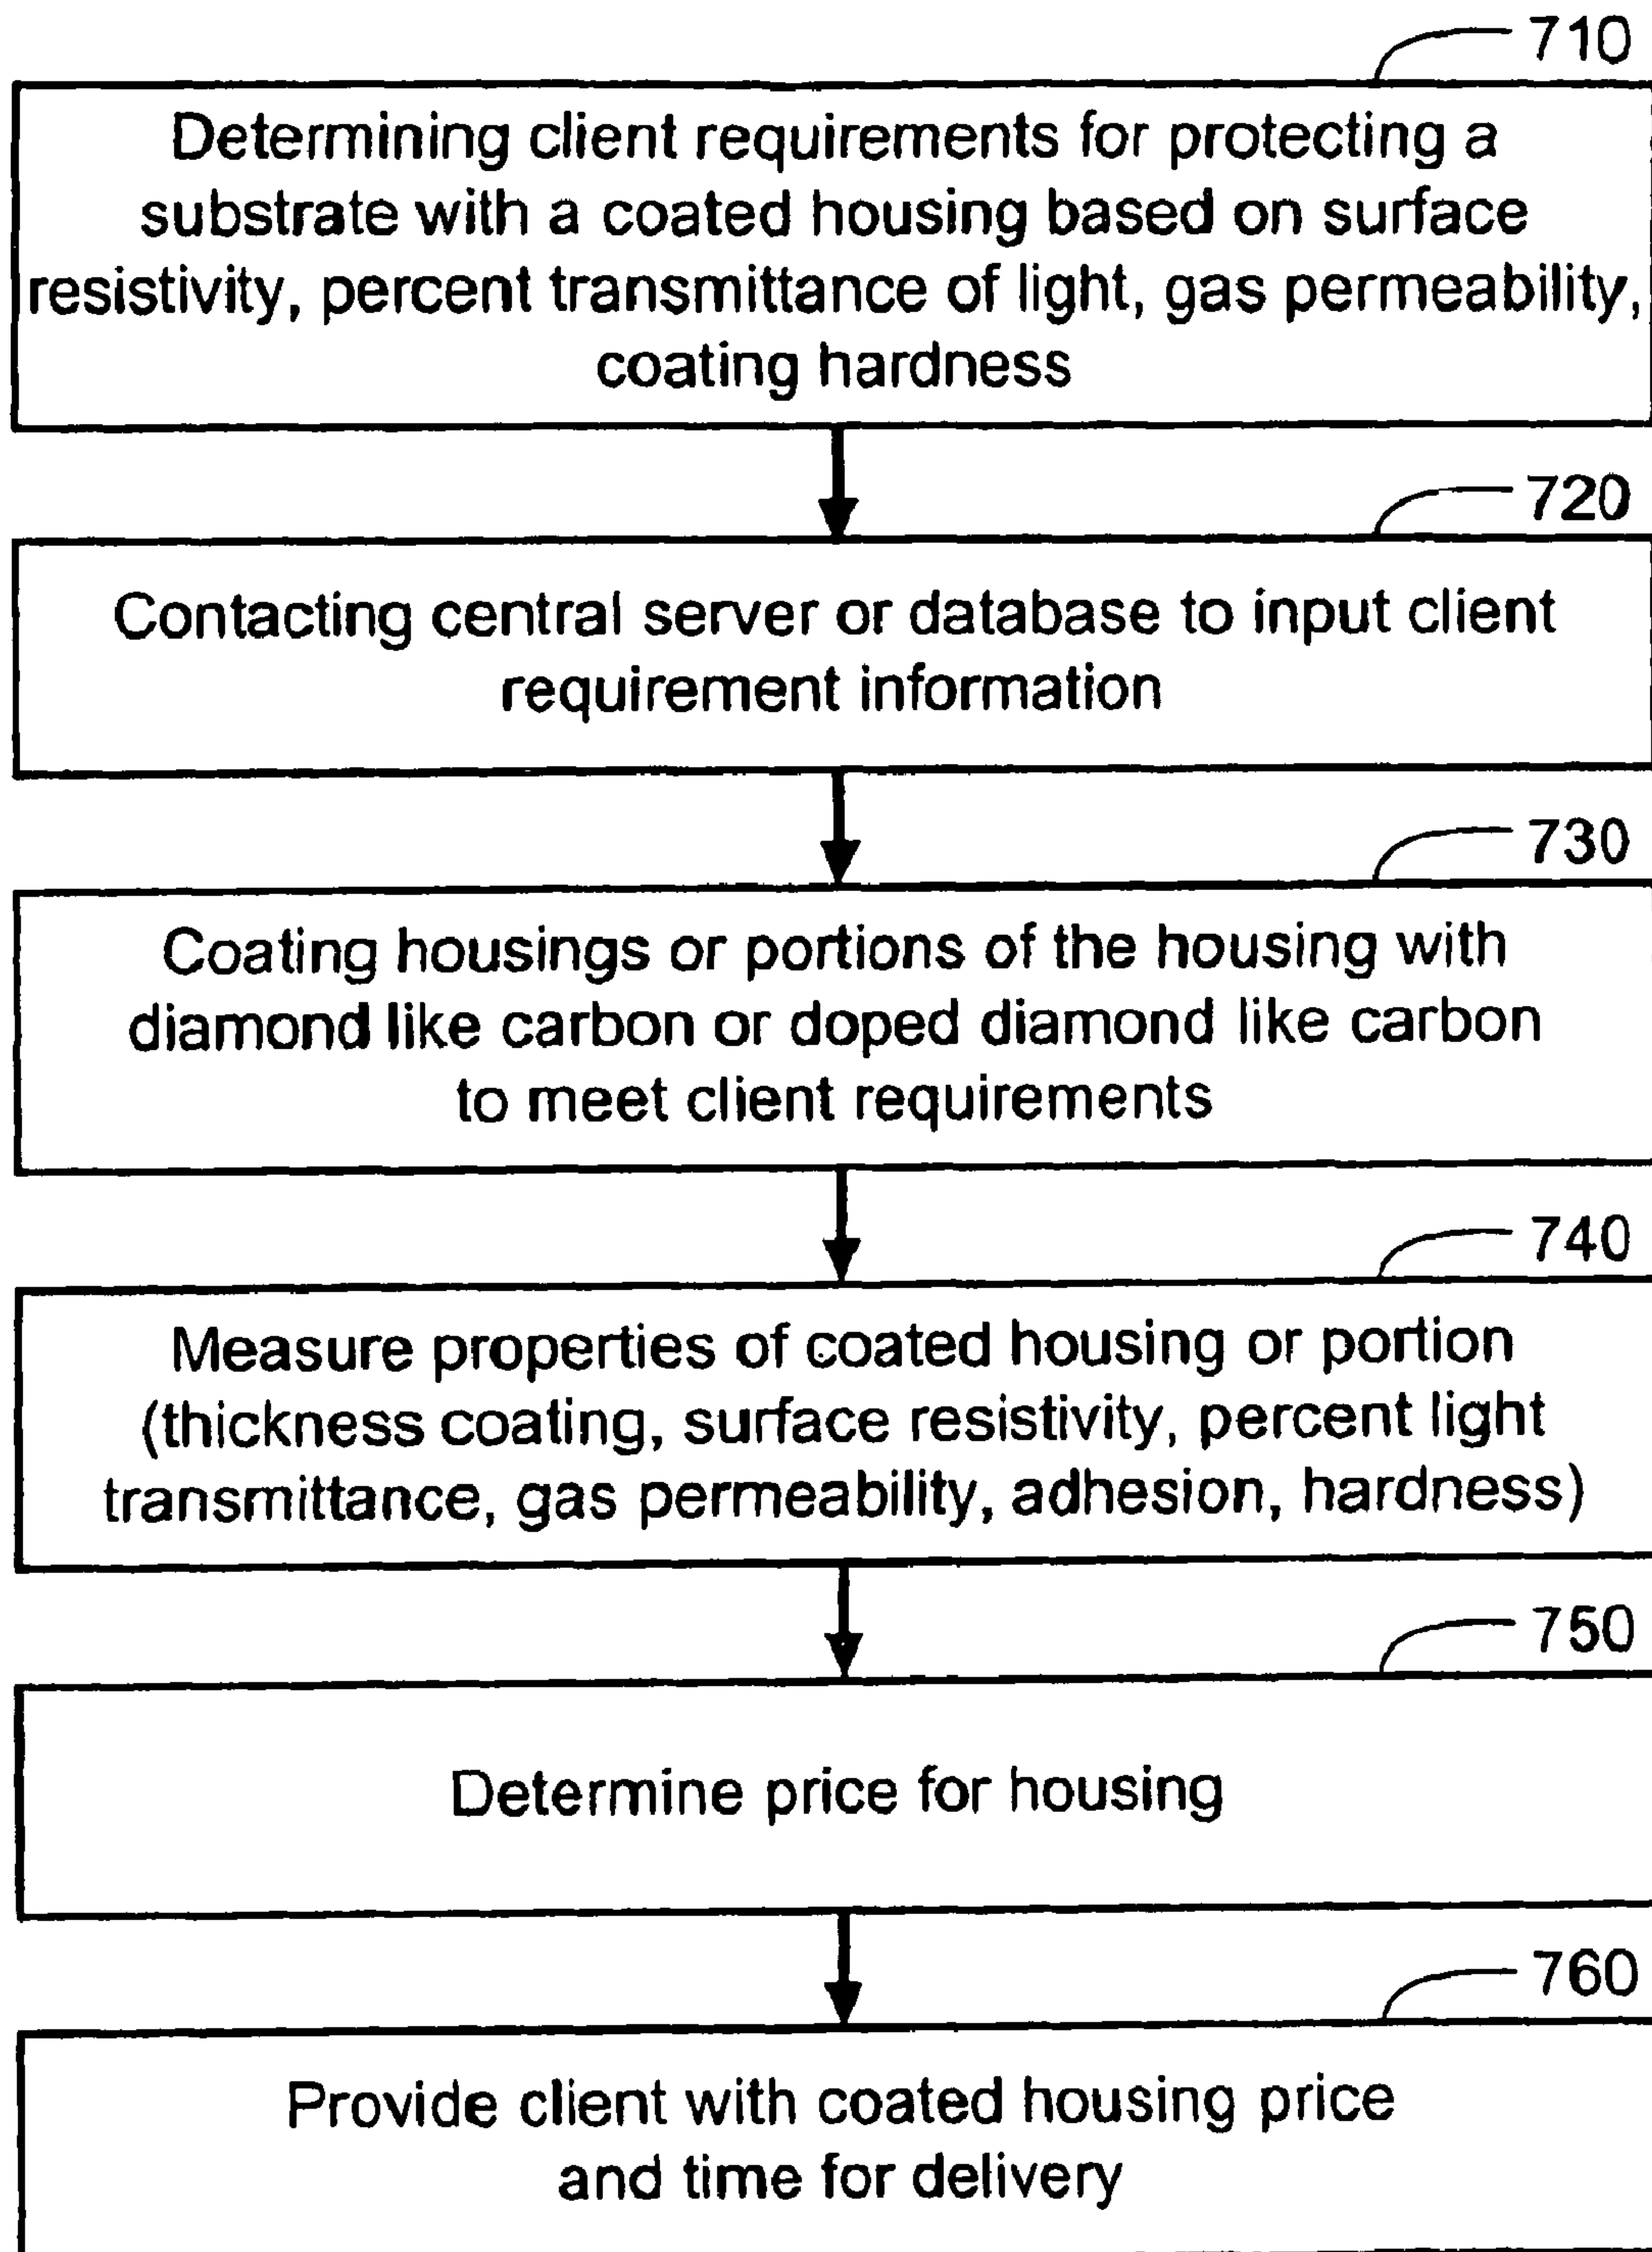 710
Determining client requirements for protecting a
substrate with a coated housing based on surface
resistivity, percent transmittance of light, gas permeability,
coating hardness
720
Contacting central server or database to input client
requirement information
730
Coating housings or portions of the housing with
diamond like carbon or doped diamond like carbon
to meet client requirements
740
Measure properties of coated housing or portion
(thickness coating, surface resistivity, percent light
transmittance, gas permeability, adhesion, hardness)
750
Determine price for housing
760
Provide client with coated housing price
and time for delivery